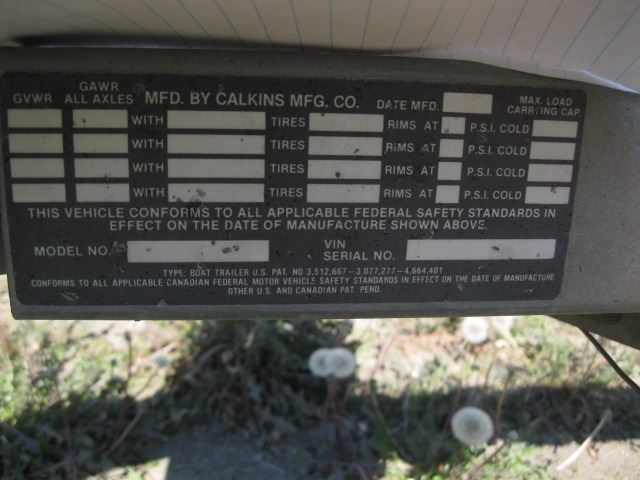 GVWR GAWR ALL AXLES MFD. BY CALKINS MFG. CO. DATE MFD. MAX. LOAD CARRYING CAP.
WITH TIRES RIMS AT P.S.I. COLD
WITH TIRES RIMS AT P.S.I. COLD
WITH TIRES RIMS AT P.S.I. COLD
WITH TIRES RIMS AT P.S.I. COLD
THIS VEHICLE CONFORMS TO ALL APPLICABLE FEDERAL SAFETY STANDARDS IN
EFFECT ON THE DATE OF MANUFACTURE SHOWN ABOVE.
MODEL NO. VIN SERIAL NO.
TYPE: BOAT TRAILER U.S. PAT. NO 3,512,667-3,077,277-4,664,401
CONFORMS TO ALL APPLICABLE CANADIAN FEDERAL MOTOR VEHICLE SAFETY STANDARDS IN EFFECT ON THE DATE OF MANUFACTURE
OTHER U.S. AND CANADIAN PAT. PEND.